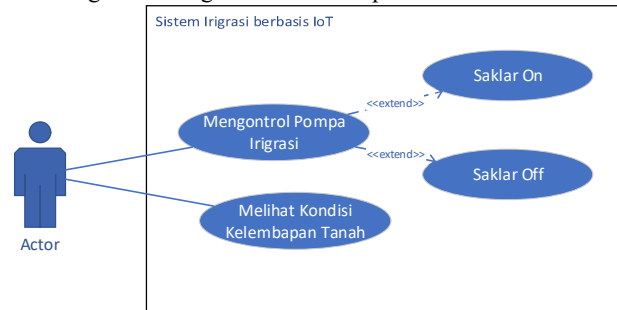 Sistem Irigrasi berbasis IoT
Saklar On
<<extend>>
Mengontrol Pompa
Irigrasi
<<extend>>
Saklar Off
Melihat Kondisi
Kelembapan Tanah
Actor